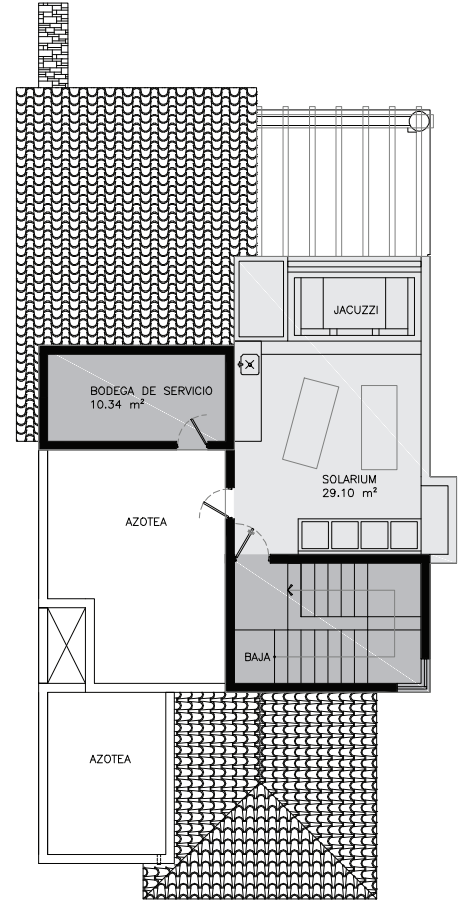 JACUZZI
BODEGA DE SERVICIO
10.34 m²
SOLARIUM
29.10 m²
AZOTEA
BAJA
AZOTEA